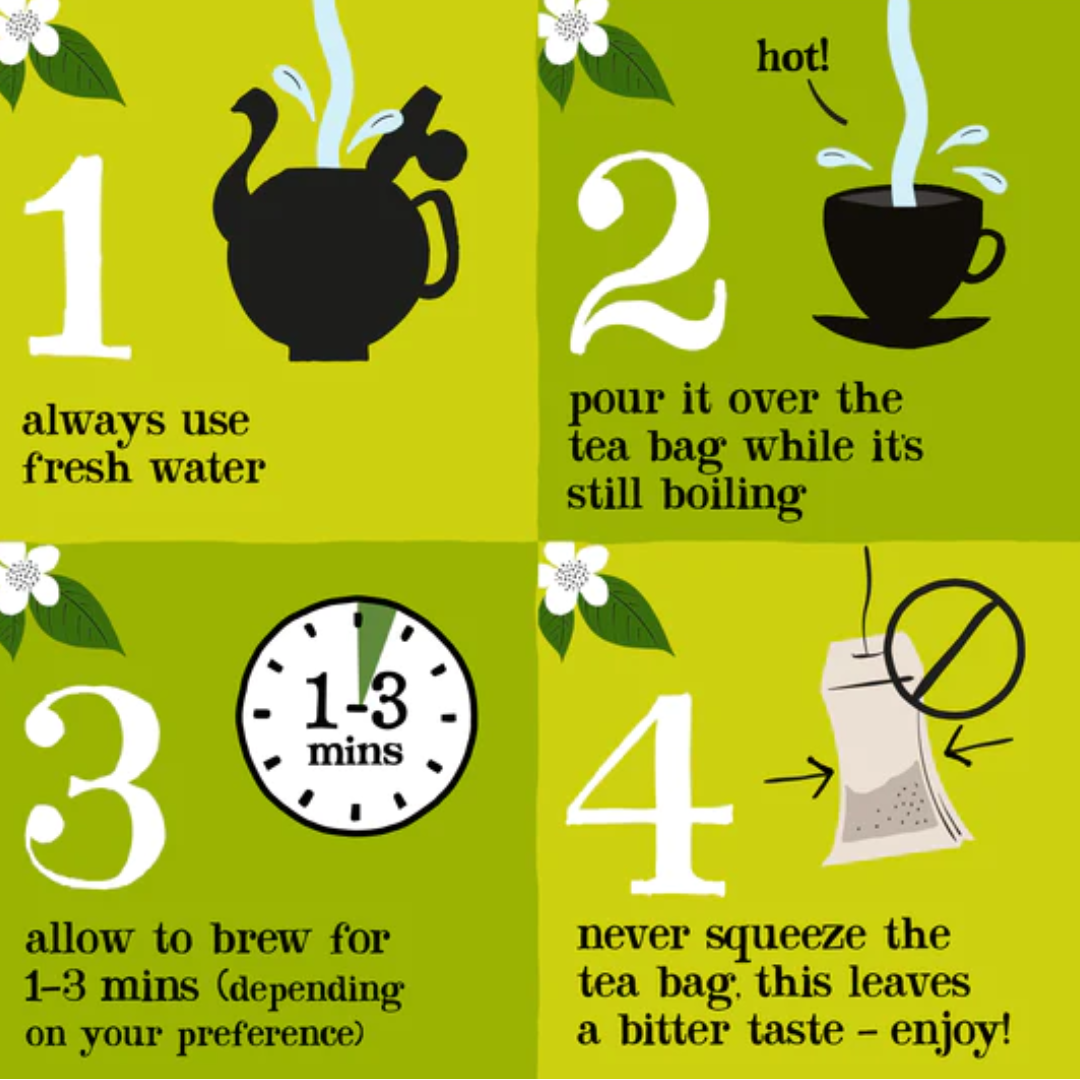 1
always use
fresh water
hot!
2
pour it over the
tea bag while it's
still boiling
3
1-3
mins
allow to brew for
1-3 mins (depending
on your preference)
4
never squeeze the
tea bag, this leaves
a bitter taste – enjoy!